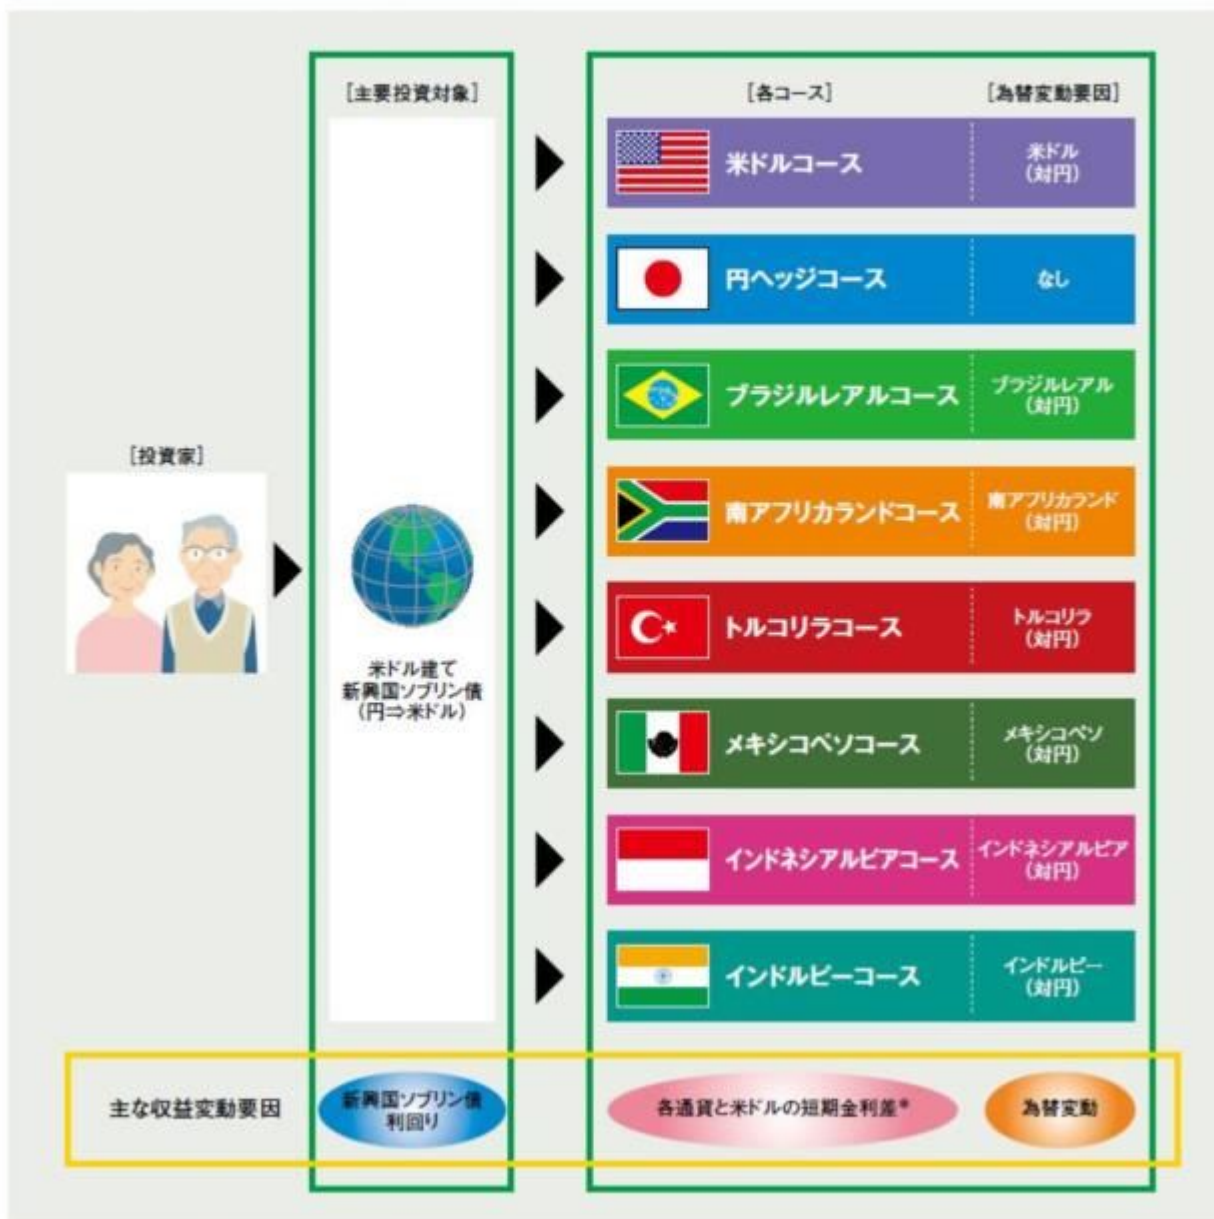 [主要投資対象]
[各コース]
[為替変動要因]
米ドルコース
米ドル
(対円)
円ヘッジコース
なし
ブラジルレアルコース
ブラジルレアル
(対円)
[投資家]
南アフリカランドコース
南アフリカランド
(対円)
トルコリラコース
トルコリラ
(対円)
米ドル建て
新興国ソブリン債
(円⇒米ドル)
メキシコペソコース
メキシコペソ
(対円)
インドネシアルピアコース
インドネシアルピア
(対円)
インドルピーコース
インドルピー
(対円)
主な収益変動要因
新興国ソブリン債
利回り
各通貨と米ドルの短期金利差*
為替変動